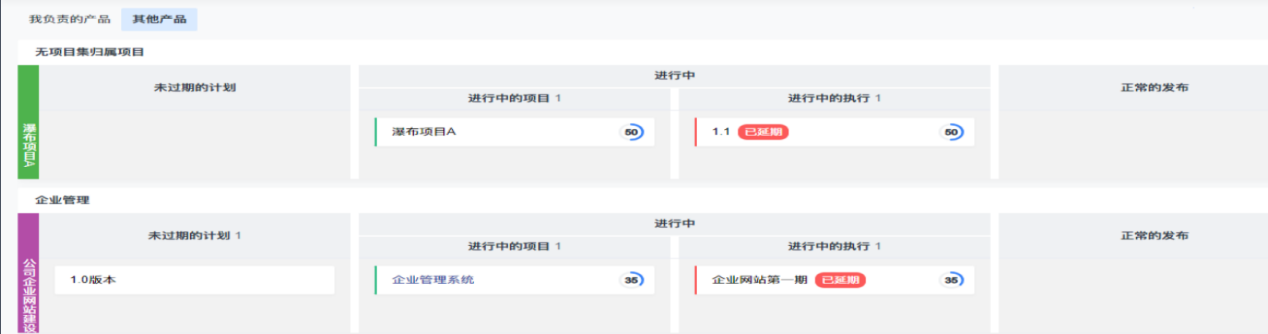 我负责的产品 其他产品
无项目集归属项目
瀑布项目A
未过期的计划
进行中
正常的发布
进行中的项目 1
进行中的执行 1
瀑布项目A 50
1.1 已延期 50
企业管理
公司企业网站建设
未过期的计划 1
进行中
正常的发布
进行中的项目 1
进行中的执行 1
1.0版本
企业管理系统 35
企业网站第一期 已延期 35